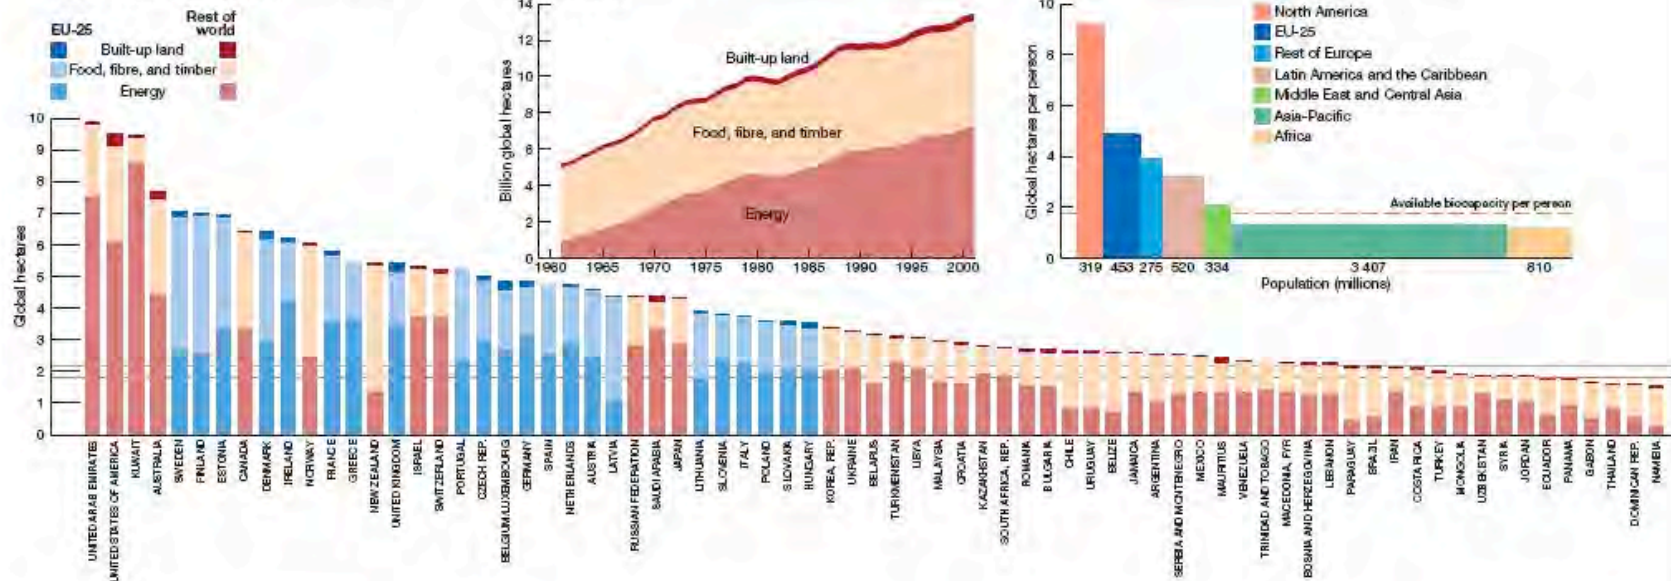 EU-25
Rest of
world
Built-up land
Food, fibre, and timber
Energy
10
9
8
7
6
5
4
3
2
1
0
Global hectares
UNITED ARAB EMIRATES
UNITED STATES OF AMERICA
KUWAIT
AUSTRALIA
SWEDEN
FINLAND
ESTONIA
CANADA
DENMARK
IRELAND
NORWAY
FRANCE
GREECE
NEW ZEALAND
UNITED KINGDOM
ISRAEL
SWITZERLAND
PORTUGAL
CZECH REP.
BELGIUM/LUXEMBOURG
GERMANY
SPAIN
NETHERLANDS
AUSTRIA
LATVIA
RUSSIAN FEDERATION
SAUDI ARABIA
JAPAN
LITHUANIA
SLOVENIA
ITALY
POLAND
SLOVAKIA
HUNGARY
KOREA, REP.
UKRAINE
BELARUS
TURKMENISTAN
LIBYA
MALAYSIA
CROATIA
KAZAKHSTAN
SOUTH AFRICA, REP.
ROMANIA
BULGARIA
CHILE
URUGUAY
BELIZE
JAMAICA
ARGENTINA
SERBIA AND MONTENEGRO
MEXICO
MAURITIUS
VENEZUELA
TRINIDAD AND TOBAGO
MACEDONIA, FYR
BOSNIA AND HERZEGOVINA
LEBANON
PARAGUAY
BRAZIL
IRAN
COSTA RICA
TURKEY
MONGOLIA
UZBEKISTAN
SYRIA
JORDAN
ECUADOR
PANAMA
GABON
THAILAND
DOMINICAN REP.
NAMIBIA
14
12
10
8
6
4
2
0
Billion global hectares
Built-up land
Food, fibre, and timber
Energy
1960 1965 1970 1975 1980 1985 1990 1995 2000
10
8
6
4
2
0
Global hectares per person
North America
EU-25
Rest of Europe
Latin America and the Caribbean
Middle East and Central Asia
Asia-Pacific
Africa
Available biocapacity per person
319 453 275 520 334 3 407 810
Population (millions)